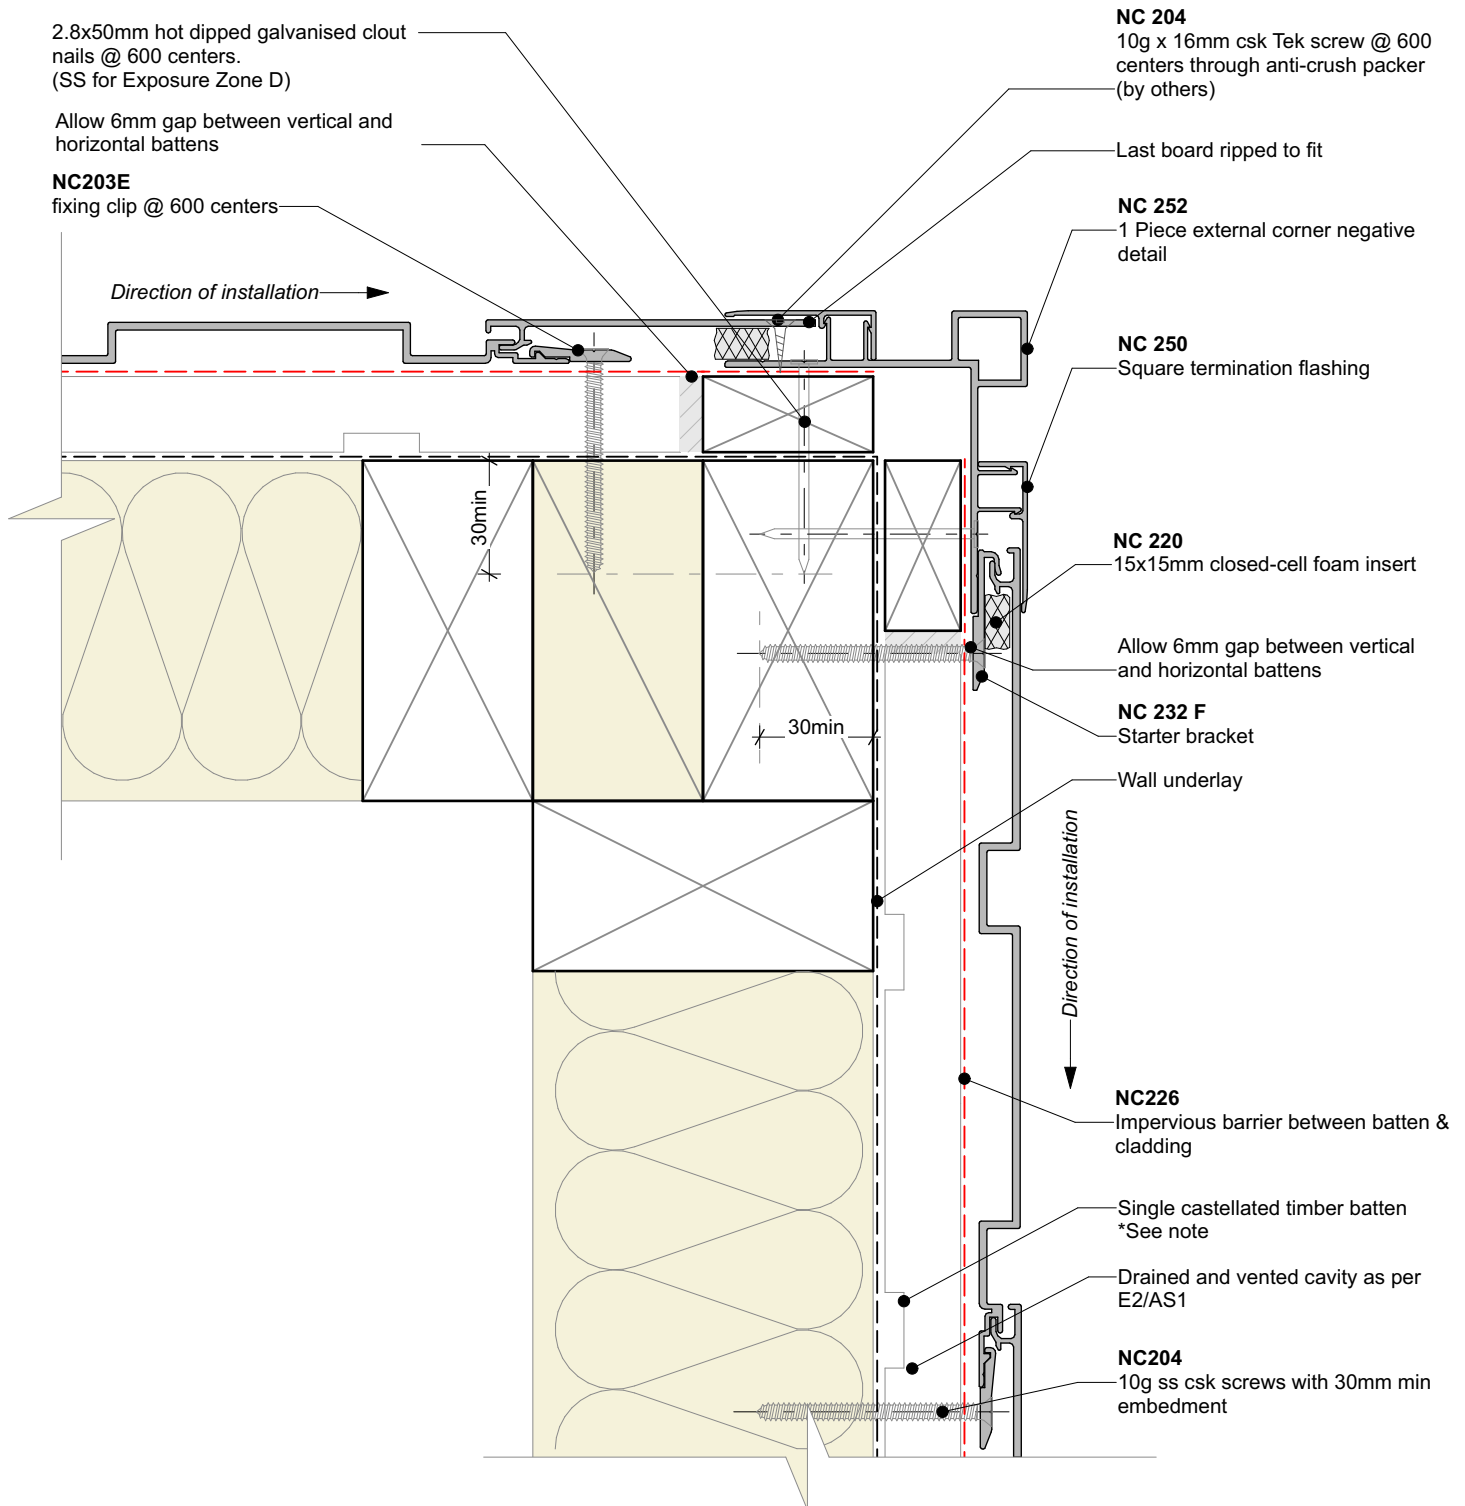 2.8x50mm hot dipped galvanised clout
nails @ 600 centers.
(SS for Exposure Zone D)
Allow 6mm gap between vertical and
horizontal battens
NC203E
fixing clip @ 600 centers
Direction of installation
NC 204
10g x 16mm csk Tek screw @ 600
centers through anti-crush packer
(by others)
Last board ripped to fit
NC 252
1 Piece external corner negative
detail
NC 250
Square termination flashing
NC 220
15x15mm closed-cell foam insert
Allow 6mm gap between vertical
and horizontal battens
NC 232 F
Starter bracket
Wall underlay
30min
30min
Direction of installation
NC226
Impervious barrier between batten &
cladding
Single castellated timber batten
*See note
Drained and vented cavity as per
E2/AS1
NC204
10g ss csk screws with 30mm min
embedment